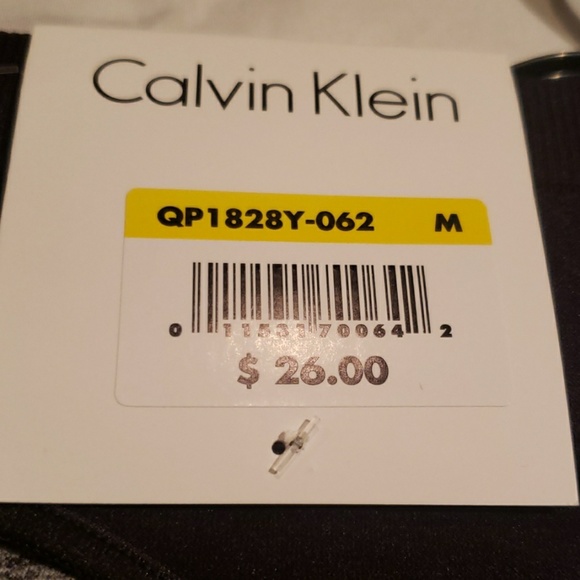 Calvin Klein
QP1828Y-062 M
0 11531 70064 2
$ 26.00